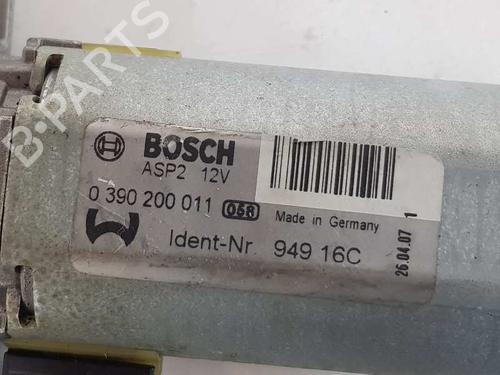 BOSCH
ASP2 12V
0 390 200 011 058
Made in Germany
Ident-Nr. 949 16C
26.04.07 1
B-PARTS